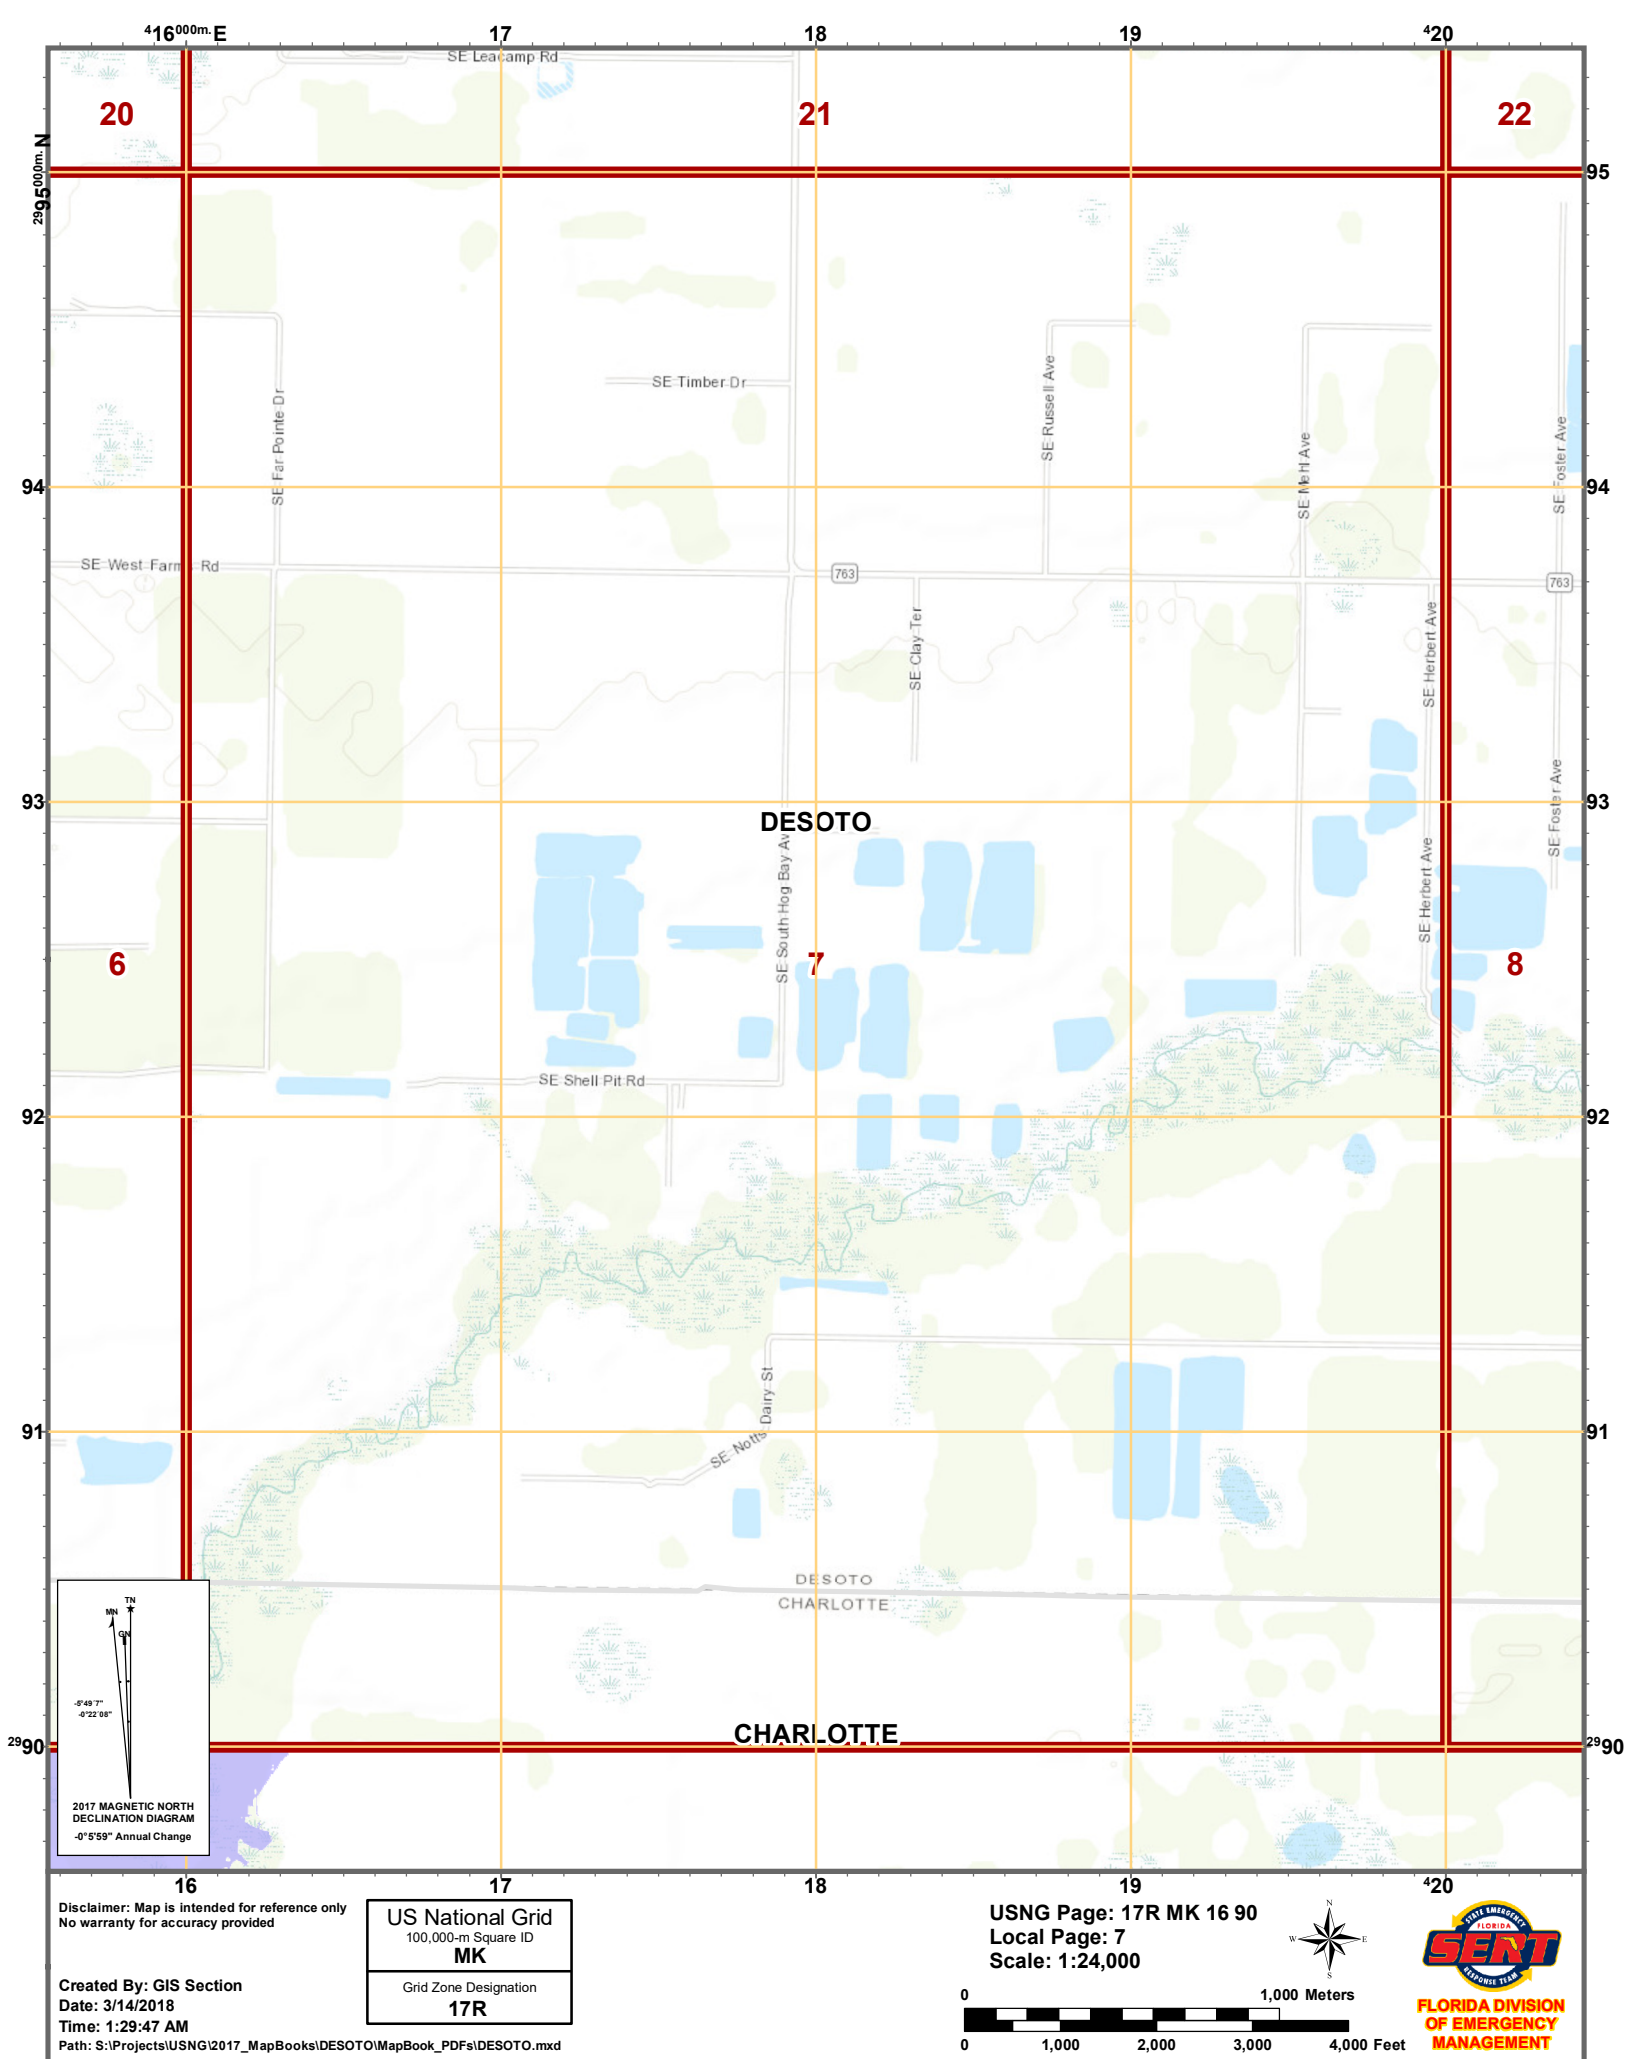 416000m. E 17 18 19 420
SE Leacamp Rd
20 21 22
2995000m. N
95
SE Timber Dr
SE Far Pointe Dr
SE Russell Ave
SE Mehl Ave
SE Foster Ave
94 94
SE West Farms Rd
763
763
SE Clay Ter
SE Herbert Ave
93 93
DESOTO
SE Foster Ave
SE South Hog Bay Av
SE Herbert Ave
6 7 8
SE Shell Pit Rd
92 92
SE Notts Dairy St
91 91
DESOTO
CHARLOTTE
TN
MN
GN
-5°49'7"
-0°22'08"
2017 MAGNETIC NORTH
DECLINATION DIAGRAM
-0°5'59" Annual Change
CHARLOTTE
2990 2990
16 17 18 19 420
Disclaimer: Map is intended for reference only
No warranty for accuracy provided
Created By: GIS Section
Date: 3/14/2018
Time: 1:29:47 AM
Path: S:\Projects\USNG\2017_MapBooks\DESOTO\MapBook_PDFs\DESOTO.mxd
US National Grid
100,000-m Square ID
MK
Grid Zone Designation
17R
USNG Page: 17R MK 16 90
Local Page: 7
Scale: 1:24,000
N
W E
S
0 1,000 Meters
0 1,000 2,000 3,000 4,000 Feet
STATE EMERGENCY
FLORIDA
SERT
RESPONSE TEAM
FLORIDA DIVISION
OF EMERGENCY
MANAGEMENT